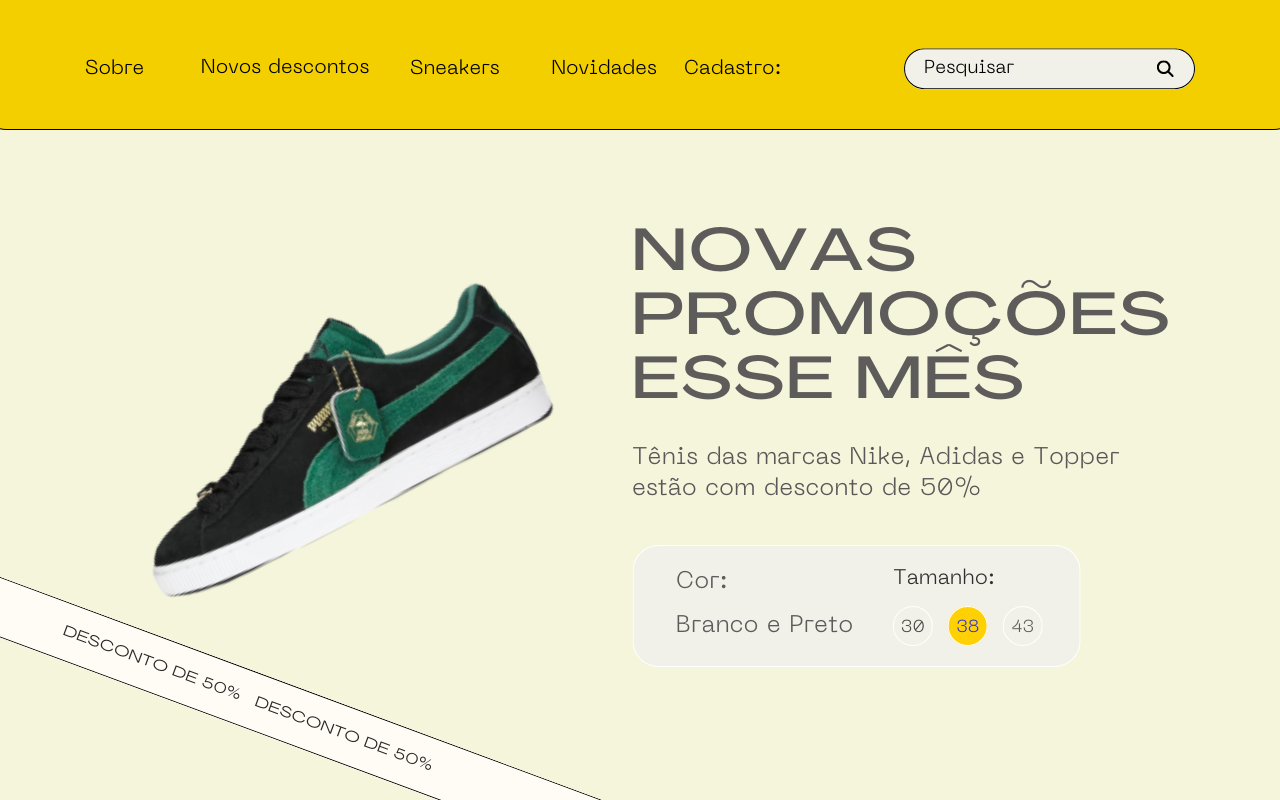 Sobre
Novos descontos
Sneakers
Novidades
Cadastro:
Pesquisar
NOVAS
PROMOÇÕES
ESSE MÊS
Tênis das marcas Nike, Adidas e Topper
estão com desconto de 50%
Cor:
Tamanho:
Branco e Preto
30
38
43
DESCONTO DE 50%
DESCONTO DE 50%